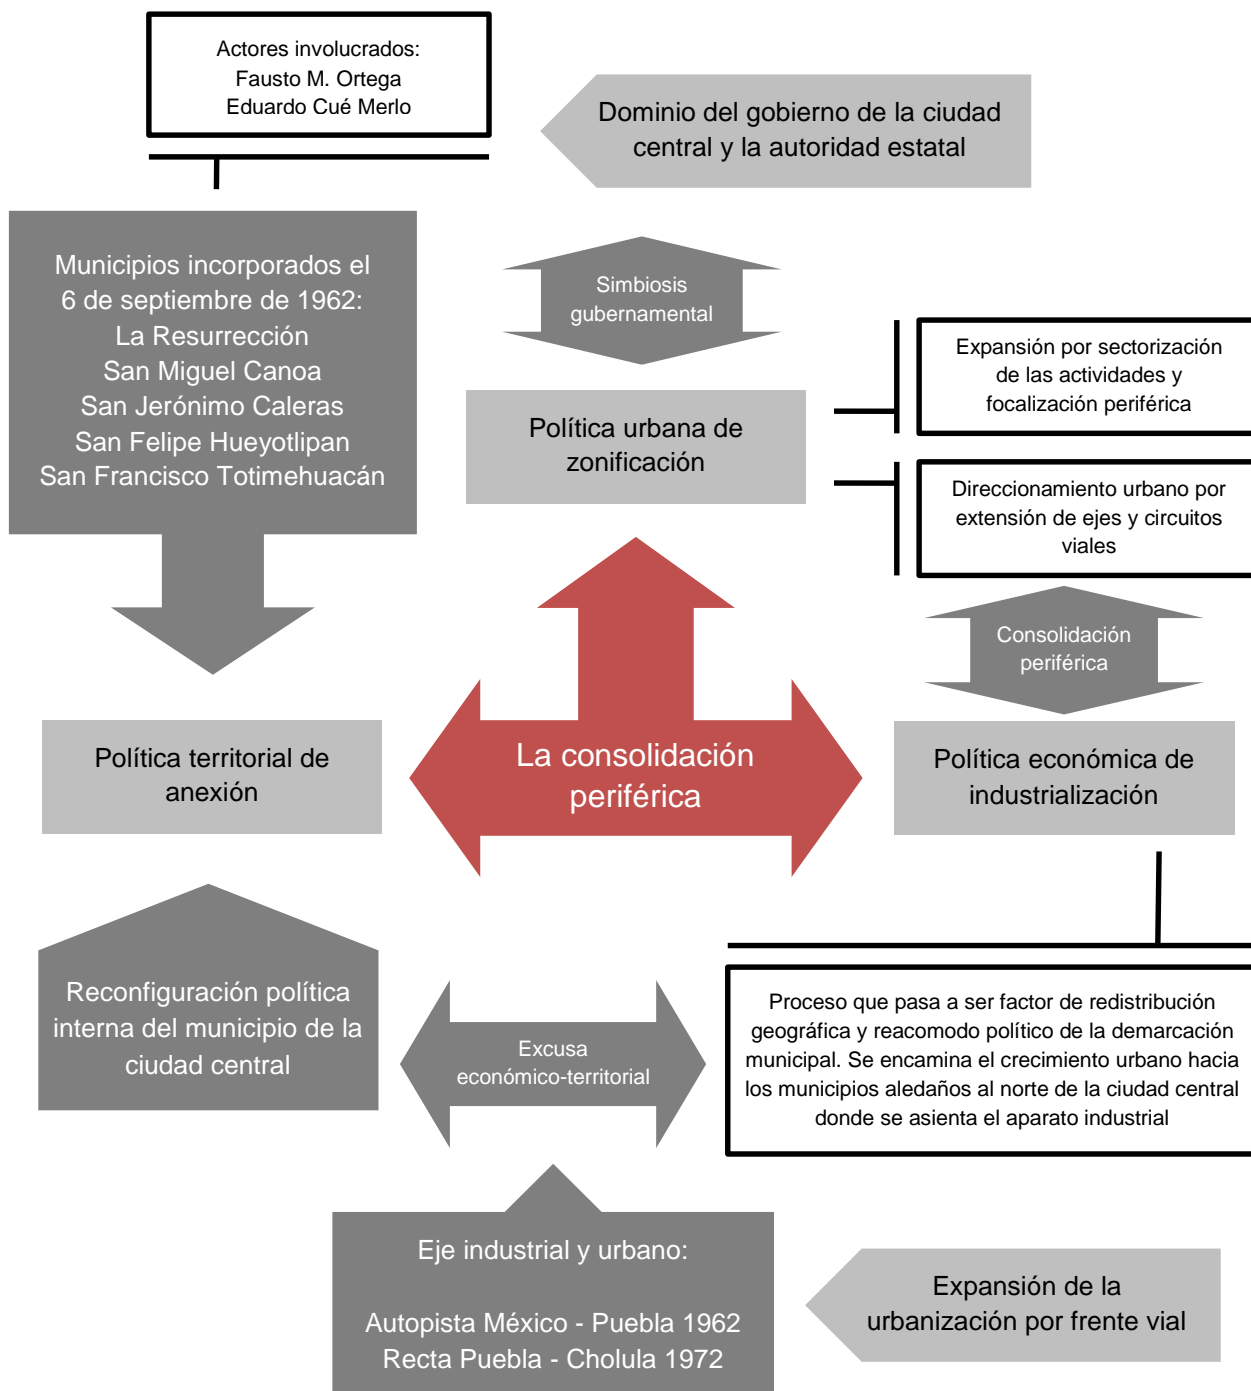 Actores involucrados:
Fausto M. Ortega
Eduardo Cué Merlo
Dominio del gobierno de la ciudad
central y la autoridad estatal
Municipios incorporados el
6 de septiembre de 1962:
La Resurrección
San Miguel Canoa
San Jerónimo Caleras
San Felipe Hueyotlipan
San Francisco Totimehuacán
Simbiosis
gubernamental
Expansión por sectorización
de las actividades y
focalización periférica
Política urbana de
zonificación
Direccionamiento urbano por
extensión de ejes y circuitos
viales
Consolidación
periférica
Política territorial de
anexión
La consolidación
periférica
Política económica de
industrialización
Reconfiguración política
interna del municipio de la
ciudad central
Excusa
económico-territorial
Proceso que pasa a ser factor de redistribución
geográfica y reacomodo político de la demarcación
municipal. Se encamina el crecimiento urbano hacia
los municipios aledaños al norte de la ciudad central
donde se asienta el aparato industrial
Eje industrial y urbano:
Autopista México - Puebla 1962
Recta Puebla - Cholula 1972
Expansión de la
urbanización por frente vial